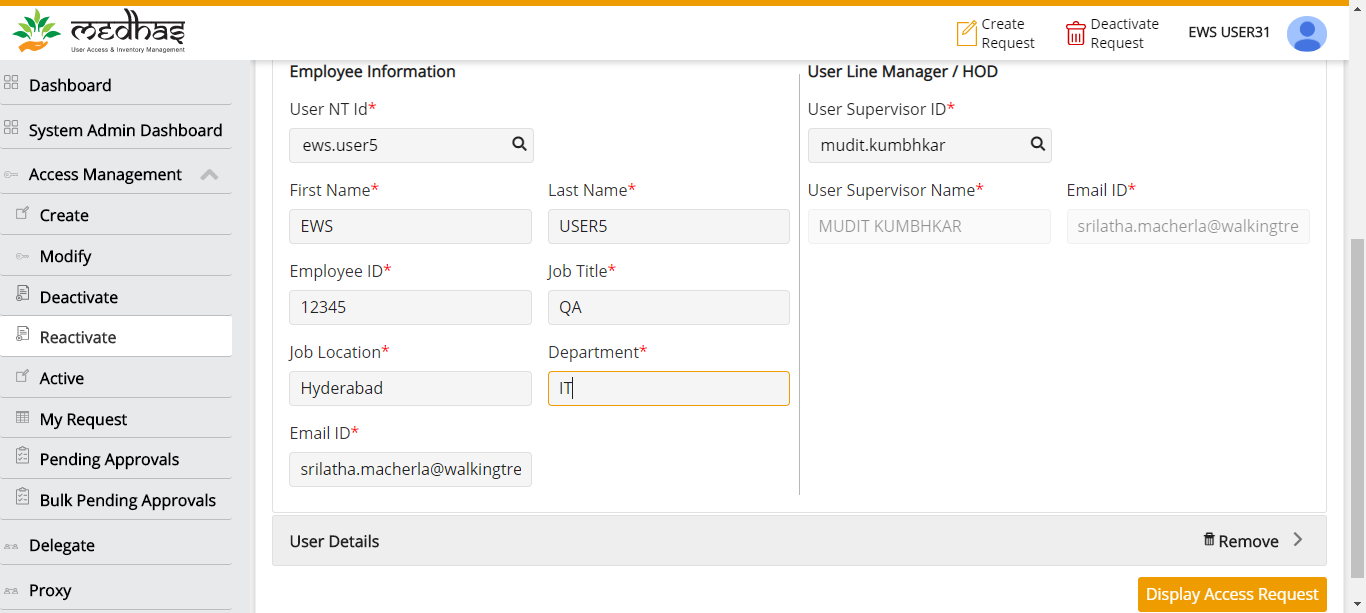 medhas
User Access & Inventory Management
Create
Request
Deactivate
Request
EWS USER31
Dashboard
System Admin Dashboard
Access Management
Create
Modify
Deactivate
Reactivate
Active
My Request
Pending Approvals
Bulk Pending Approvals
Delegate
Proxy
Employee Information
User NT Id*
ews.user5
First Name* Last Name*
EWS USER5
Employee ID* Job Title*
12345 QA
Job Location* Department*
Hyderabad IT
Email ID*
srilatha.macherla@walkingtre
User Line Manager / HOD
User Supervisor ID*
mudit.kumbhkar
User Supervisor Name* Email ID*
MUDIT KUMBHKAR srilatha.macherla@walkingtre
User Details Remove
Display Access Request